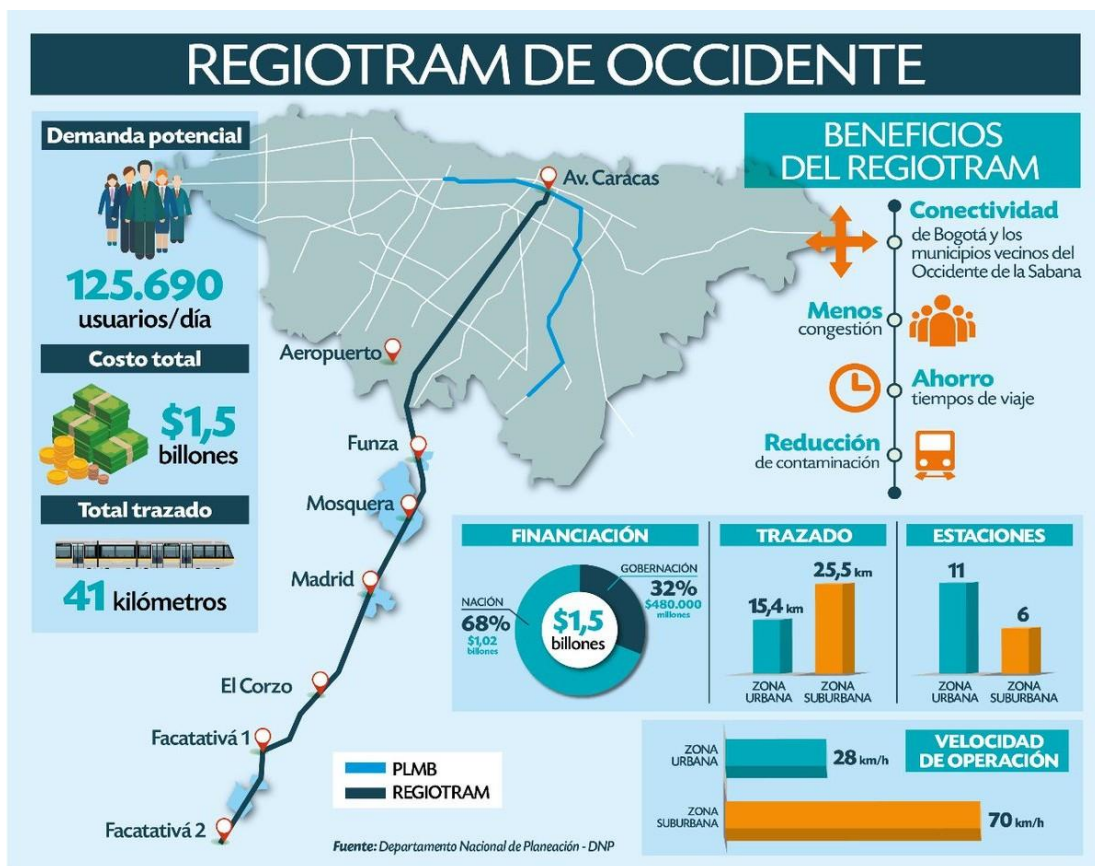 REGIOTRAM DE OCCIDENTE
Demanda potencial
125.690
usuarios/día
Costo total
$1,5
billones
Total trazado
41 kilómetros
Av. Caracas
Aeropuerto
Funza
Mosquera
Madrid
El Corzo
Facatativá 1
Facatativá 2
PLMB
REGIOTRAM
Fuente: Departamento Nacional de Planeación - DNP
BENEFICIOS
DEL REGIOTRAM
Conectividad
de Bogotá y los
municipios vecinos del
Occidente de la Sabana
Menos
congestión
Ahorro
tiempos de viaje
Reducción
de contaminación
FINANCIACIÓN
GOBERNACIÓN
32%
$480.000
millones
NACIÓN
68%
$1,02
billones
$1,5
billones
TRAZADO
15,4 km
25,5 km
ZONA
URBANA
ZONA
SUBURBANA
ESTACIONES
11
6
ZONA
URBANA
ZONA
SUBURBANA
VELOCIDAD
DE OPERACIÓN
ZONA
URBANA
28 km/h
ZONA
SUBURBANA
70 km/h